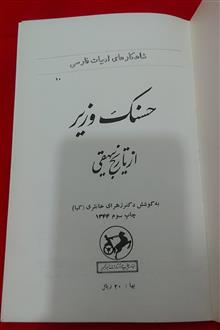 شاهکارهای ادبیات فارسی
۱۰
حسنک وزیر
از تاریخ بیهقی
به کوشش دکتر زهرای خانلری (کیا)
چاپ سوم ۱۳۴۴
بها : ۲۰ ریال